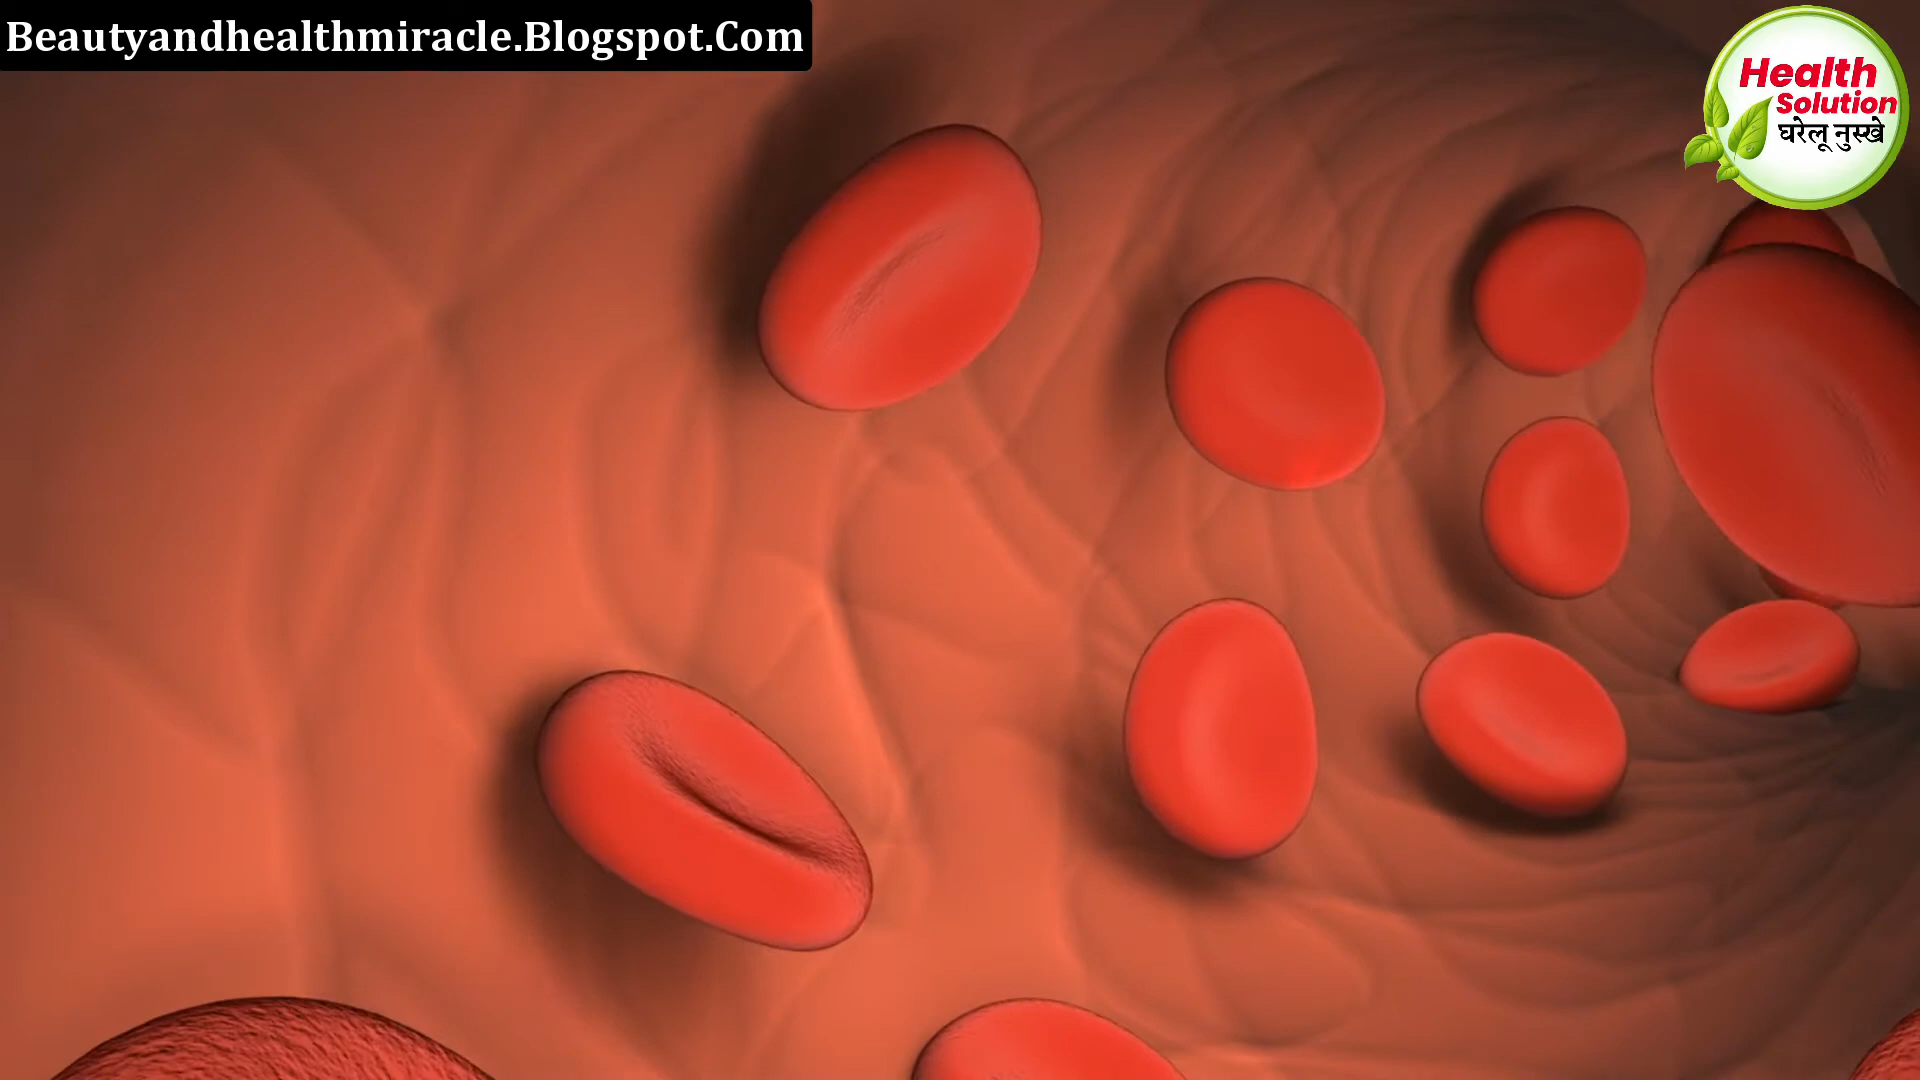 Beautyandhealthmiracle.Blogspot.Com
Health
Solution
घरेलू नुस्खे